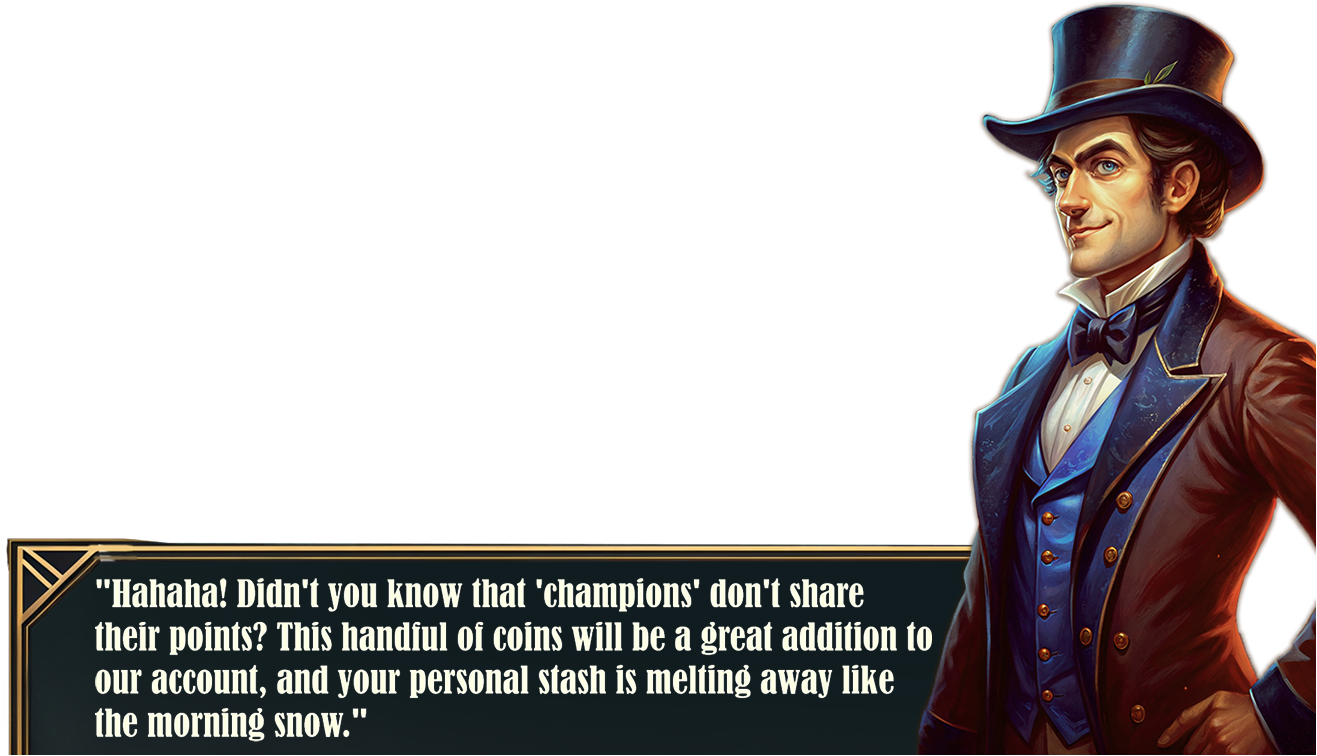 "Hahaha! Didn't you know that 'champions' don't share
their points? This handful of coins will be a great addition to
our account, and your personal stash is melting away like
the morning snow."